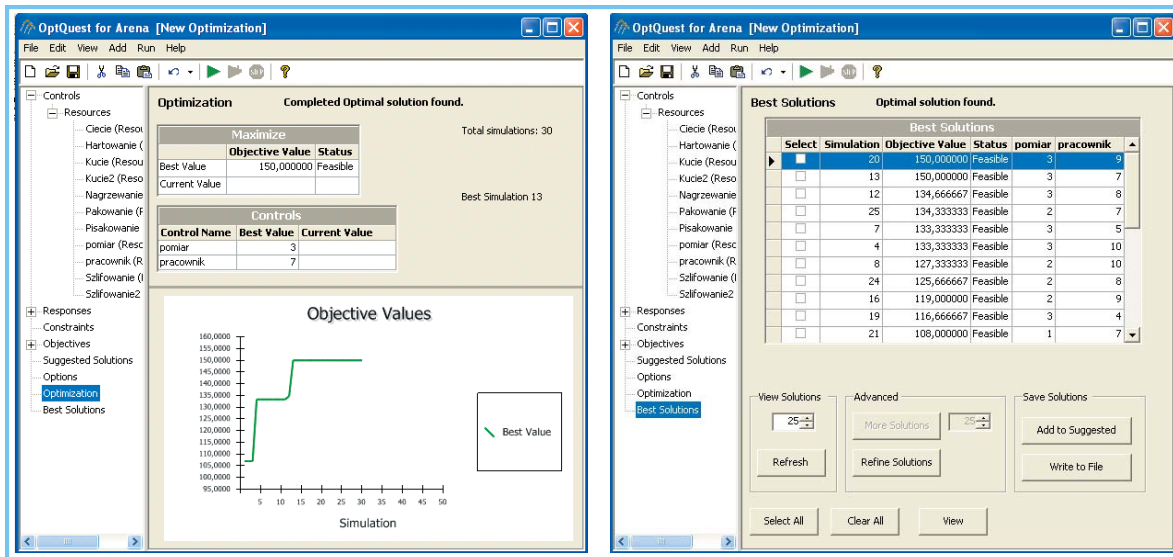 OptQuest for Arena [New Optimization]
File Edit View Add Run Help
Controls
Resources
Ciecie (Resou
Hartowanie (
Kucie (Resou
Kucie2 (Reso
Nagrzewanie
Pakowanie (F
Pisakowanie
pomiar (Resc
pracownik (R
Szlifowanie (I
Szlifowanie2
Responses
Constraints
Objectives
Suggested Solutions
Options
Optimization
Best Solutions
Optimization Completed Optimal solution found.
Maximize
Objective Value Status
Best Value 150,000000 Feasible
Current Value
Total simulations: 30
Best Simulation 13
Controls
Control Name Best Value Current Value
pomiar 3
pracownik 7
Objective Values
160,0000
155,0000
150,0000
145,0000
140,0000
135,0000
130,0000
125,0000
120,0000
115,0000
110,0000
105,0000
100,0000
95,0000
5 10 15 20 25 30 35 40 45 50
Simulation
Best Value
OptQuest for Arena [New Optimization]
File Edit View Add Run Help
Controls
Resources
Ciecie (Resou
Hartowanie (
Kucie (Resou
Kucie2 (Reso
Nagrzewanie
Pakowanie (F
Pisakowanie
pomiar (Resc
pracownik (R
Szlifowanie (I
Szlifowanie2
Responses
Constraints
Objectives
Suggested Solutions
Options
Optimization
Best Solutions
Best Solutions Optimal solution found.
Best Solutions
Select Simulation Objective Value Status pomiar pracownik
20 150,000000 Feasible 3 9
13 150,000000 Feasible 3 7
12 134,666667 Feasible 3 8
25 134,333333 Feasible 2 7
7 133,333333 Feasible 3 5
4 133,333333 Feasible 3 10
8 127,333333 Feasible 2 10
24 125,666667 Feasible 2 8
16 119,000000 Feasible 2 9
19 116,666667 Feasible 3 4
21 108,000000 Feasible 1 7
View Solutions
25
Refresh
Advanced
More Solutions 25
Refine Solutions
Save Solutions
Add to Suggested
Write to File
Select All Clear All View